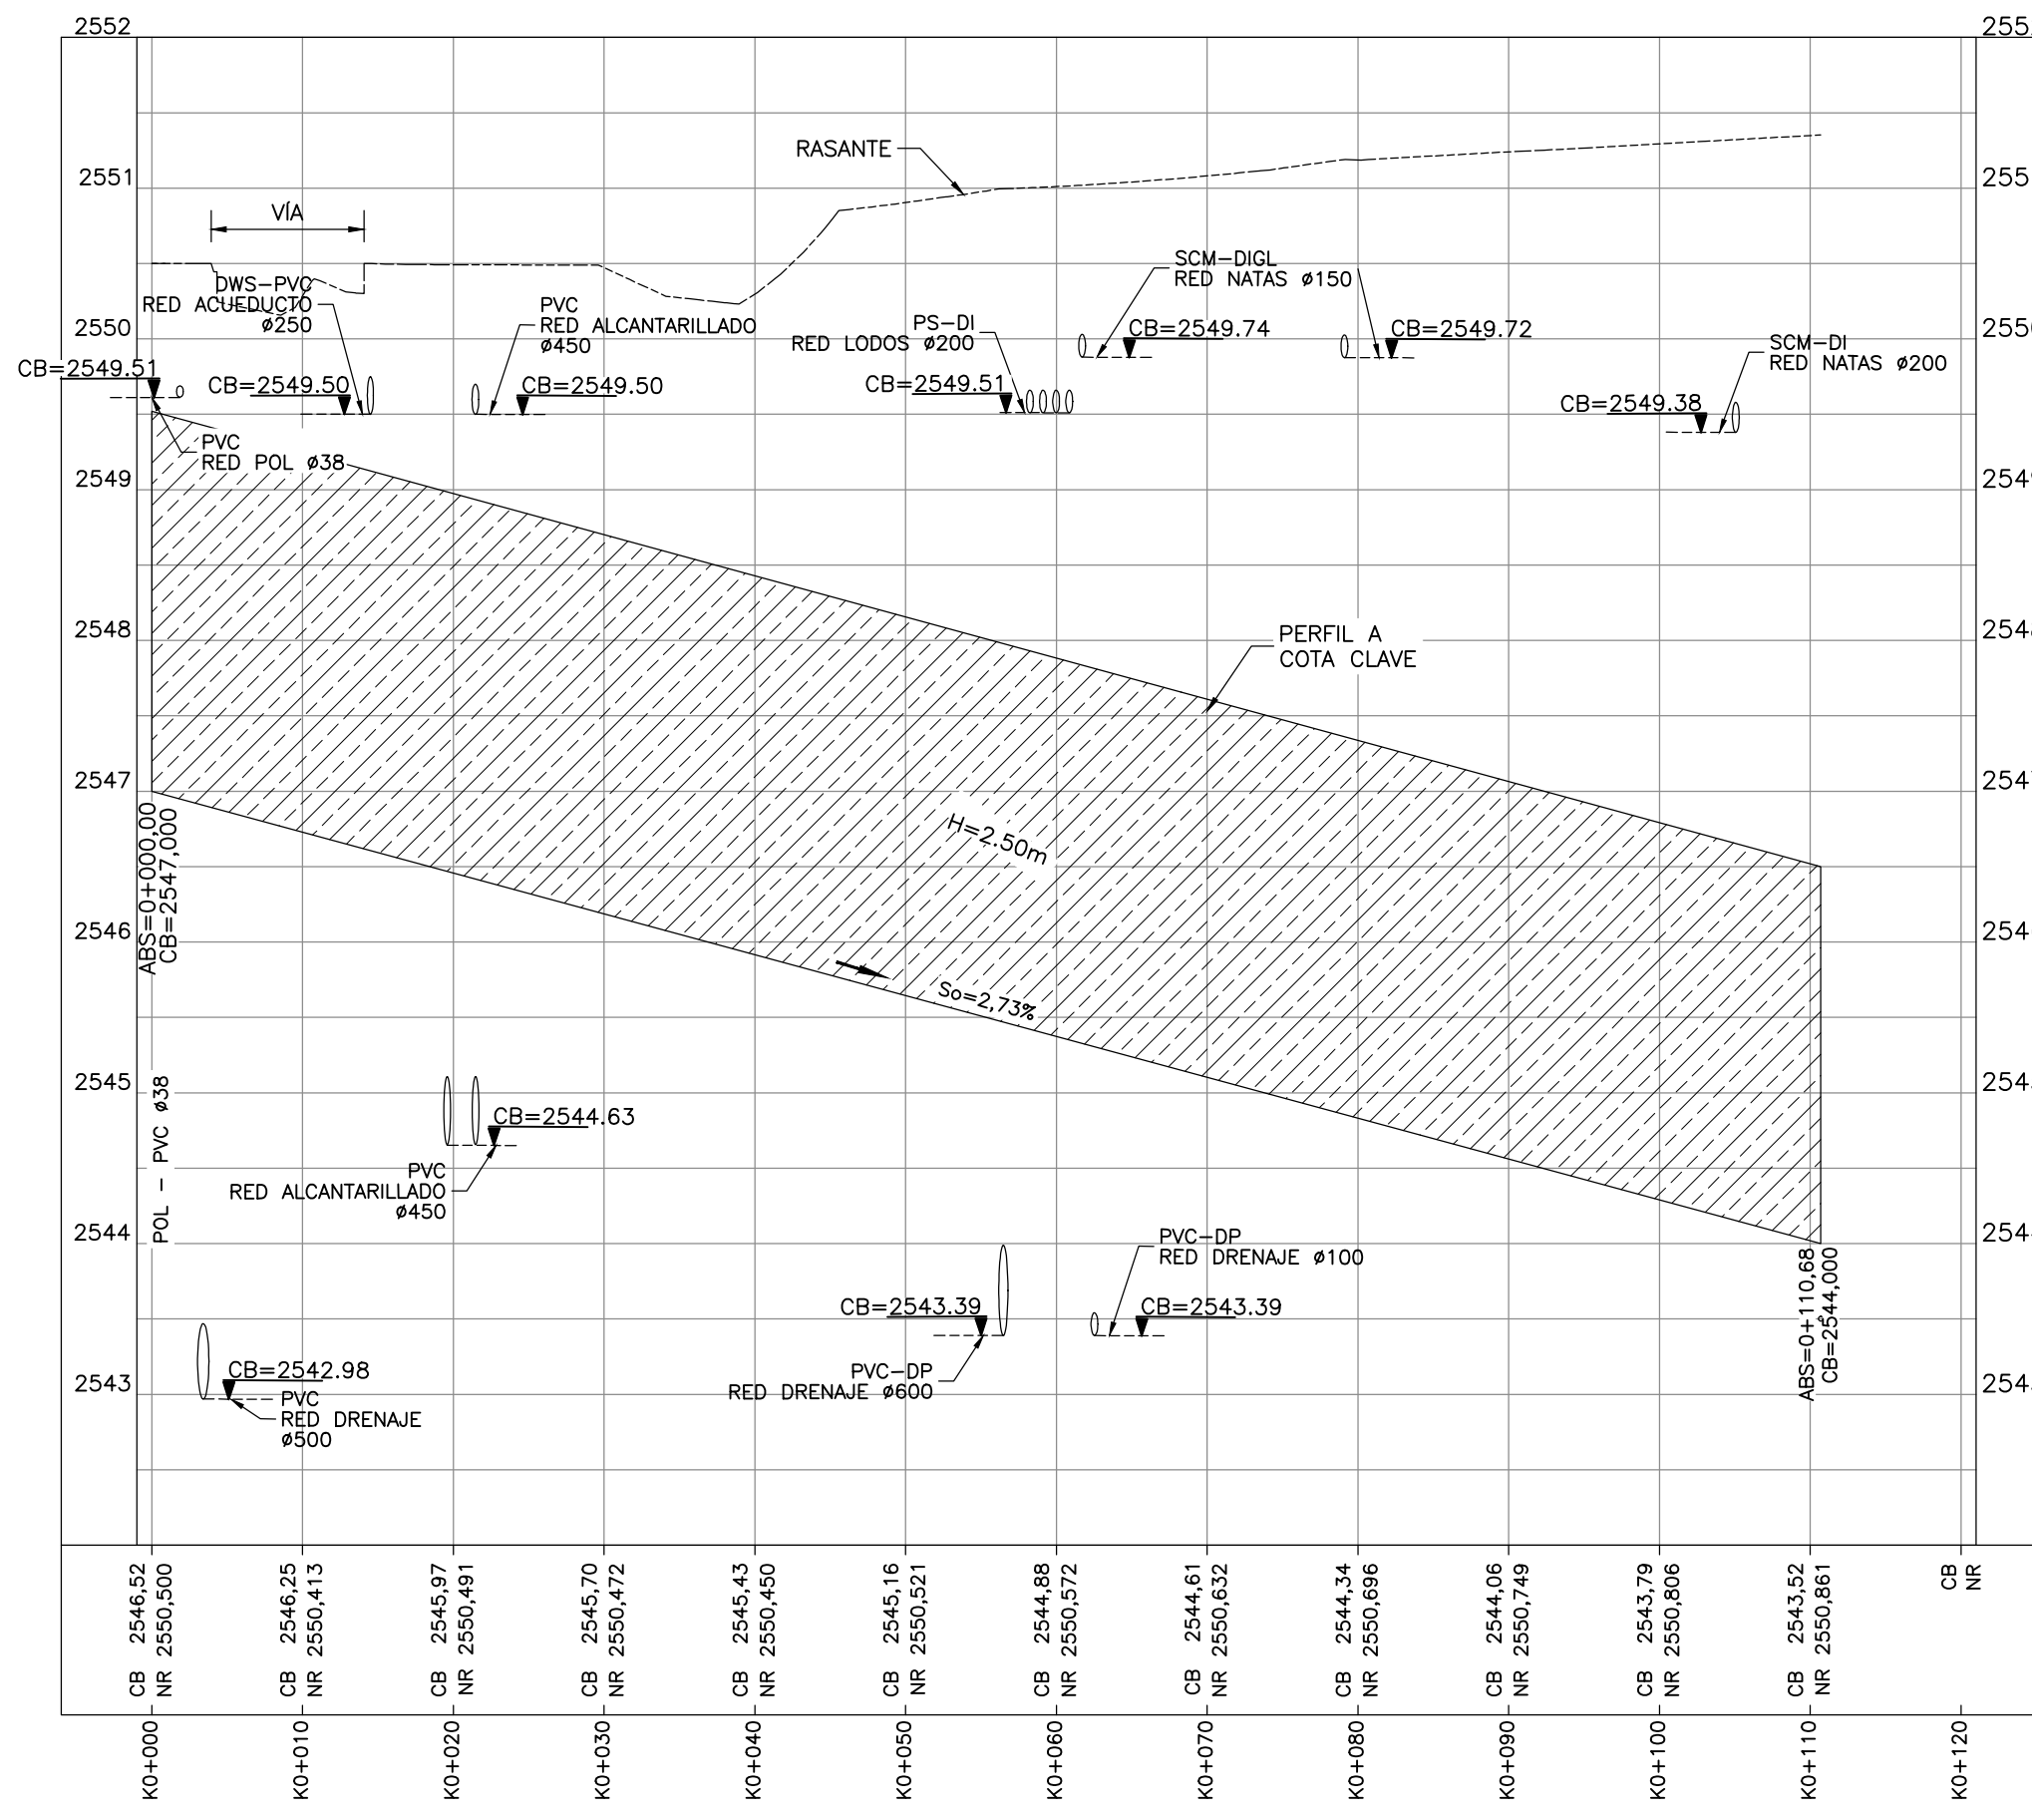 2552
2551
2550
2549
2548
2547
2546
2545
2544
2543
RASANTE
VÍA
DWS-PVC
RED ACUEDUCTO
ø250
PVC
RED ALCANTARILLADO
ø450
PS-DI
RED LODOS ø200
SCM-DIGL
RED NATAS ø150
CB=2549.74
CB=2549.72
SCM-DI
RED NATAS ø200
CB=2549.51
CB=2549.50
CB=2549.50
CB=2549.51
CB=2549.38
PVC
RED POL ø38
PERFIL A
COTA CLAVE
H=2.50m
ABS=0+000,00
CB=2547,000
So=2,73%
POL - PVC ø38
CB=2544.63
PVC
RED ALCANTARILLADO
ø450
PVC-DP
RED DRENAJE ø100
CB=2543.39
CB=2543.39
PVC-DP
RED DRENAJE ø600
CB=2542.98
PVC
RED DRENAJE
ø500
ABS=0+110,68
CB=2544,000
CB 2546,52
NR 2550,500
CB 2546,25
NR 2550,413
CB 2545,97
NR 2550,491
CB 2545,70
NR 2550,472
CB 2545,43
NR 2550,450
CB 2545,16
NR 2550,521
CB 2544,88
NR 2550,572
CB 2544,61
NR 2550,632
CB 2544,34
NR 2550,696
CB 2544,06
NR 2550,749
CB 2543,79
NR 2550,806
CB 2543,52
NR 2550,861
CB
NR
K0+000
K0+010
K0+020
K0+030
K0+040
K0+050
K0+060
K0+070
K0+080
K0+090
K0+100
K0+110
K0+120